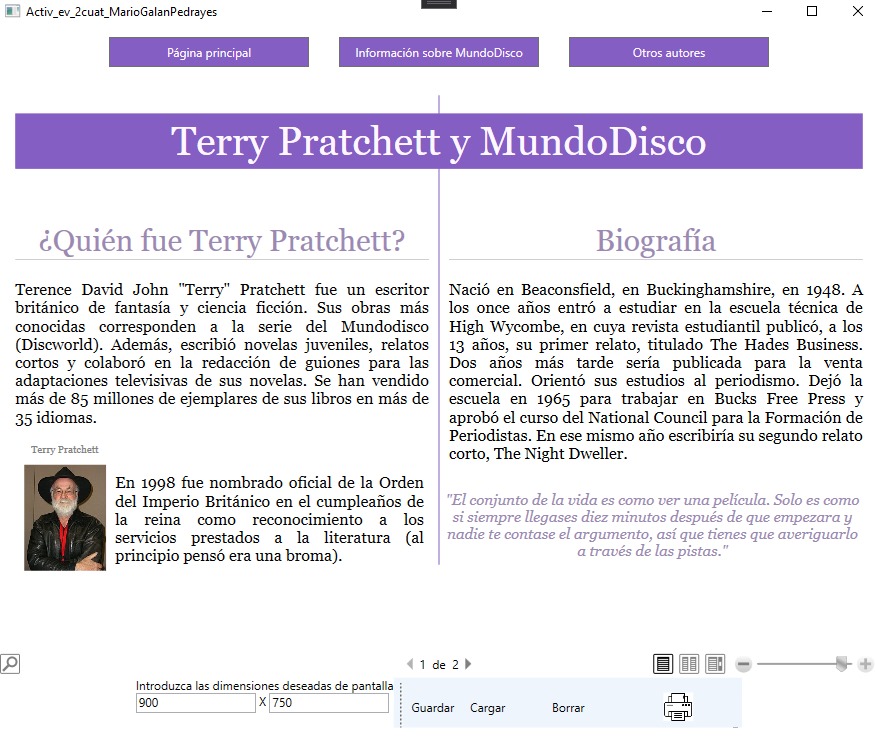 Activ_ev_2cuat_MarioGalanPedrayes
Página principal
Información sobre MundoDisco
Otros autores
Terry Pratchett y MundoDisco
¿Quién fue Terry Pratchett?
Terence David John "Terry" Pratchett fue un escritor
británico de fantasía y ciencia ficción. Sus obras más
conocidas corresponden a la serie del Mundodisco
(Discworld). Además, escribió novelas juveniles, relatos
cortos y colaboró en la redacción de guiones para las
adaptaciones televisivas de sus novelas. Se han vendido
más de 85 millones de ejemplares de sus libros en más de
35 idiomas.
Terry Pratchett
En 1998 fue nombrado oficial de la Orden
del Imperio Británico en el cumpleaños de
la reina como reconocimiento a los
servicios prestados a la literatura (al
principio pensó era una broma).
Biografía
Nació en Beaconsfield, en Buckinghamshire, en 1948. A
los once años entró a estudiar en la escuela técnica de
High Wycombe, en cuya revista estudiantil publicó, a los
13 años, su primer relato, titulado The Hades Business.
Dos años más tarde sería publicada para la venta
comercial. Orientó sus estudios al periodismo. Dejó la
escuela en 1965 para trabajar en Bucks Free Press y
aprobó el curso del National Council para la Formación de
Periodistas. En ese mismo año escribiría su segundo relato
corto, The Night Dweller.
"El conjunto de la vida es como ver una película. Solo es como
si siempre llegases diez minutos después de que empezara y
nadie te contase el argumento, así que tienes que averiguarlo
a través de las pistas."
1 de 2
Introduzca las dimensiones deseadas de pantalla
900 X 750
Guardar Cargar Borrar